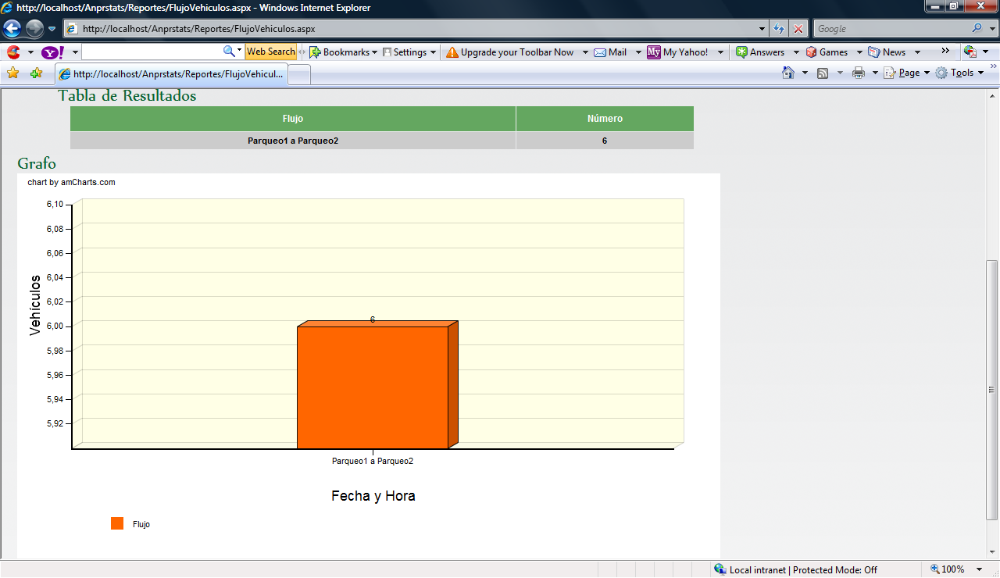 http://localhost/Anprstats/Reportes/FlujoVehiculos.aspx - Windows Internet Explorer
http://localhost/Anprstats/Reportes/FlujoVehiculos.aspx
Google
Y!
Web Search
Bookmarks
Settings
Upgrade your Toolbar Now
Mail
My
My Yahoo!
Answers
Games
News
http://localhost/Anprstats/Reportes/FlujoVehicul...
Page
Tools
Tabla de Resultados
Flujo Número
Parqueo1 a Parqueo2 6
Grafo
chart by amCharts.com
6,10
6,08
6,06
6,04
6,02
6,00
5,98
5,96
5,94
5,92
Vehículos
6
Parqueo1 a Parqueo2
Fecha y Hora
Flujo
Local intranet | Protected Mode: Off
100%